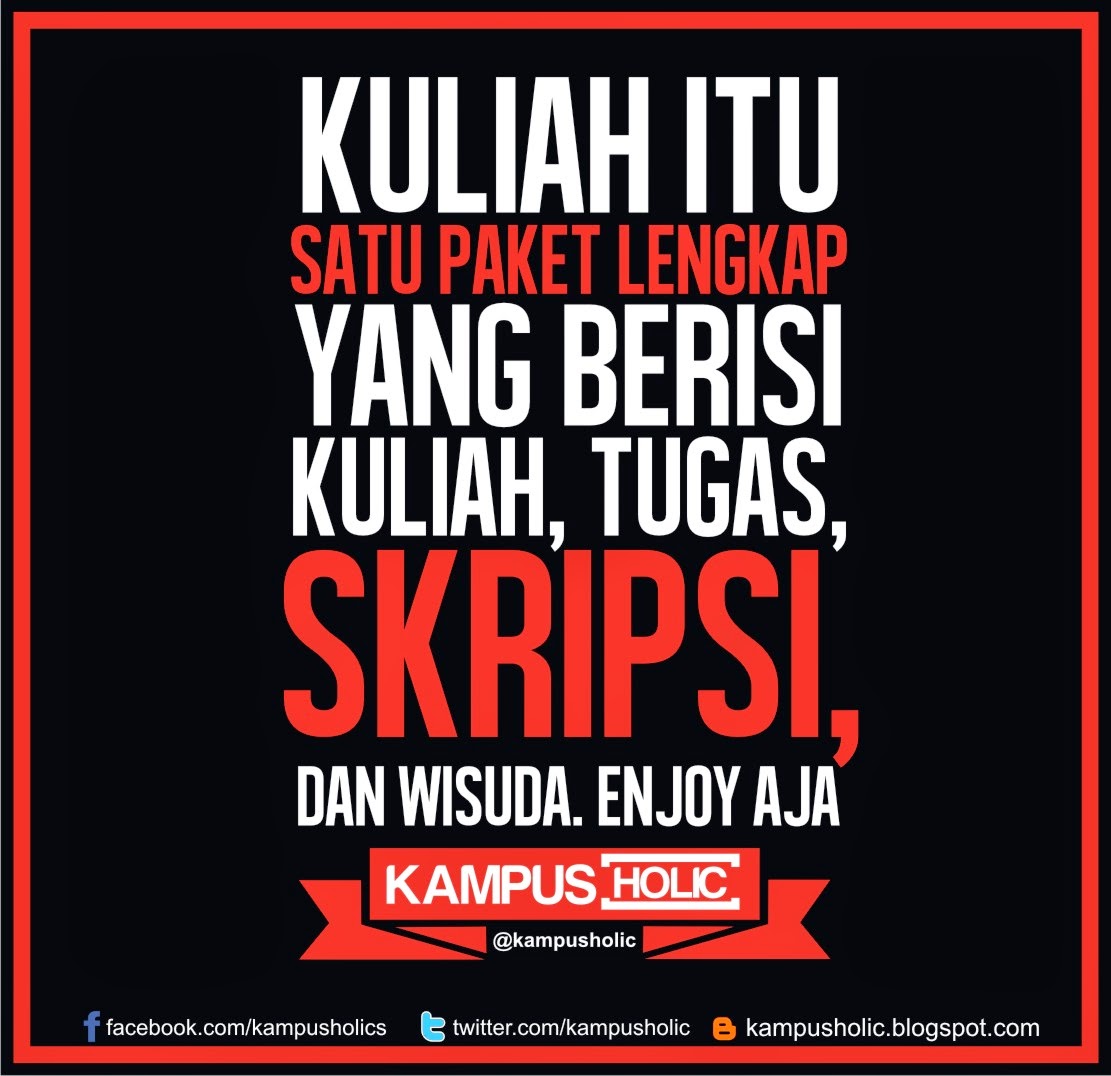 KULIAH ITU
SATU PAKET LENGKAP
YANG BERISI
KULIAH, TUGAS,
SKRIPSI,
DAN WISUDA. ENJOY AJA
KAMPUS HOLIC
@kampusholic
f facebook.com/kampusholics t twitter.com/kampusholic B kampusholic.blogspot.com